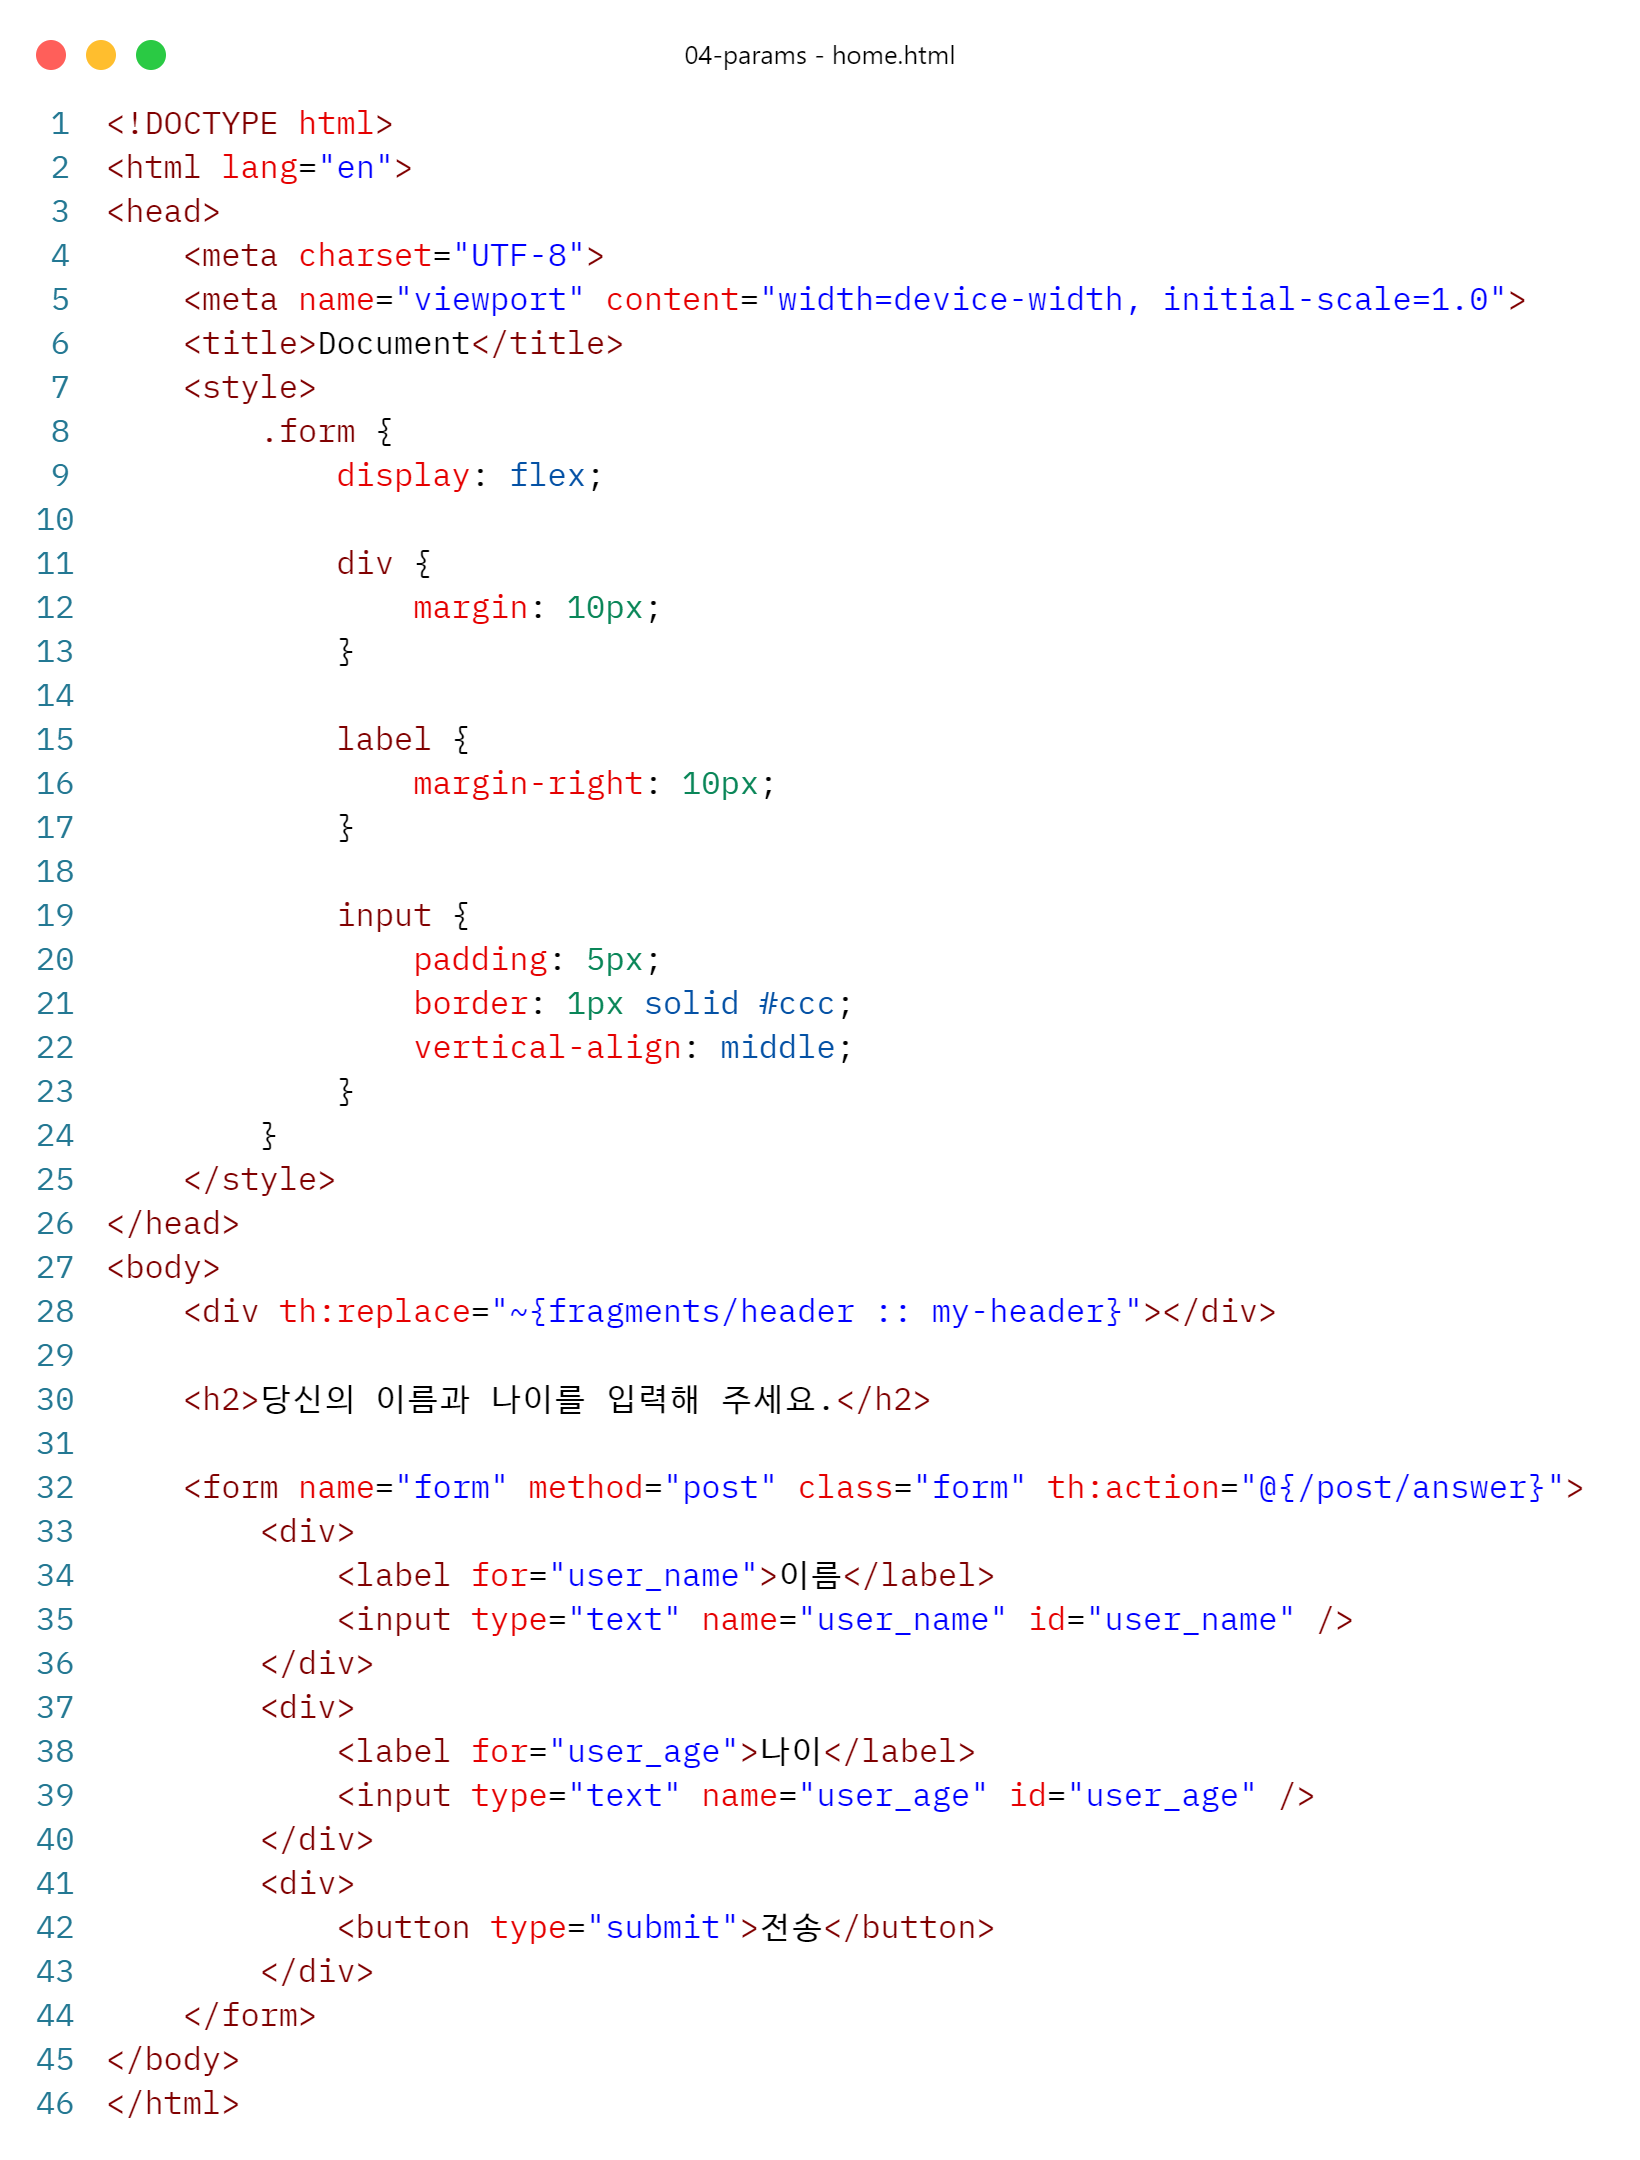 04-params - home.html
1 <!DOCTYPE html>
2 <html lang="en">
3 <head>
4     <meta charset="UTF-8">
5     <meta name="viewport" content="width=device-width, initial-scale=1.0">
6     <title>Document</title>
7     <style>
8         .form {
9             display: flex;
10
11             div {
12                 margin: 10px;
13             }
14
15             label {
16                 margin-right: 10px;
17             }
18
19             input {
20                 padding: 5px;
21                 border: 1px solid #ccc;
22                 vertical-align: middle;
23             }
24         }
25     </style>
26 </head>
27 <body>
28     <div th:replace="~{fragments/header :: my-header}"></div>
29
30     <h2>당신의 이름과 나이를 입력해 주세요.</h2>
31
32     <form name="form" method="post" class="form" th:action="@{/post/answer}">
33         <div>
34             <label for="user_name">이름</label>
35             <input type="text" name="user_name" id="user_name" />
36         </div>
37         <div>
38             <label for="user_age">나이</label>
39             <input type="text" name="user_age" id="user_age" />
40         </div>
41         <div>
42             <button type="submit">전송</button>
43         </div>
44     </form>
45 </body>
46 </html>